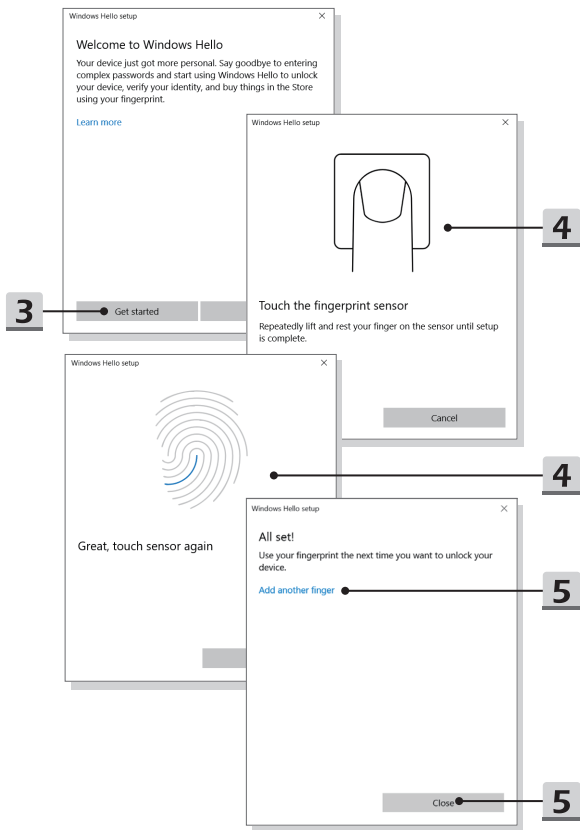 Windows Hello setup
Welcome to Windows Hello
Your device just got more personal. Say goodbye to entering
complex passwords and start using Windows Hello to unlock
your device, verify your identity, and buy things in the Store
using your fingerprint.
Learn more
3
Get started
Windows Hello setup
4
Touch the fingerprint sensor
Repeatedly lift and rest your finger on the sensor until setup
is complete.
Cancel
Windows Hello setup
4
Great, touch sensor again
Windows Hello setup
All set!
Use your fingerprint the next time you want to unlock your
device.
Add another finger
5
Close
5